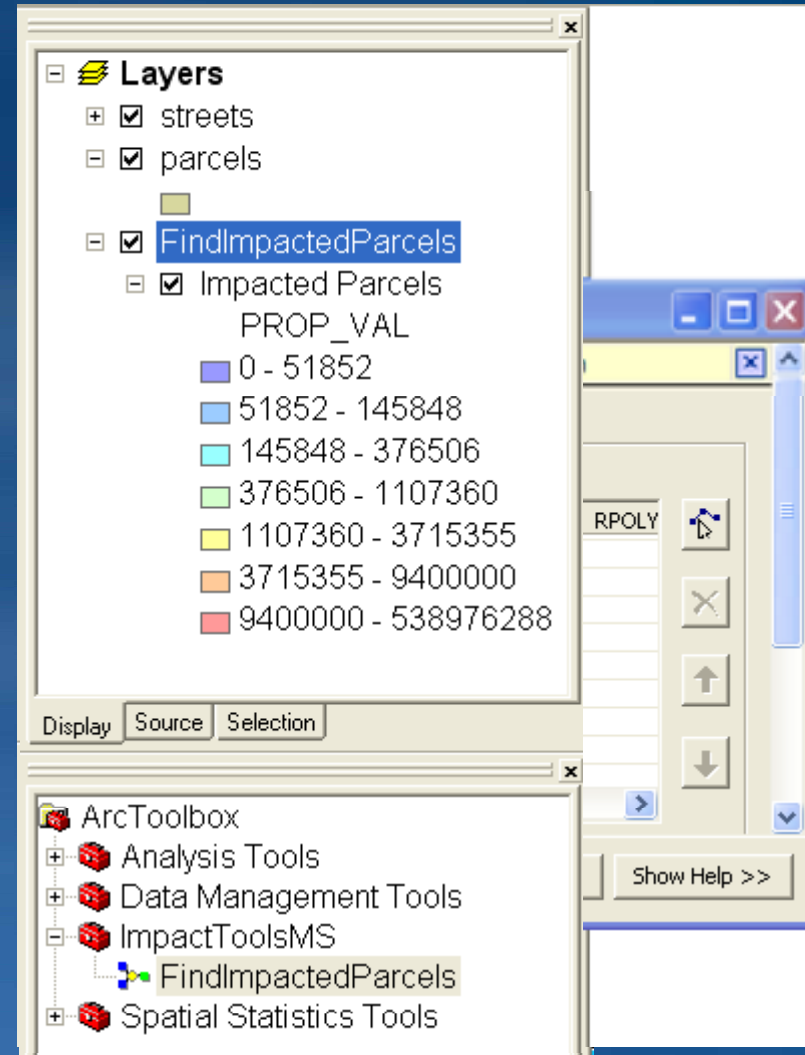 Layers
streets
parcels
FindImpactedParcels
Impacted Parcels
PROP_VAL
0 - 51852
51852 - 145848
145848 - 376506
376506 - 1107360
1107360 - 3715355
3715355 - 9400000
9400000 - 538976288
Display Source Selection
RPOLY
Show Help >>
ArcToolbox
Analysis Tools
Data Management Tools
ImpactToolsMS
FindImpactedParcels
Spatial Statistics Tools